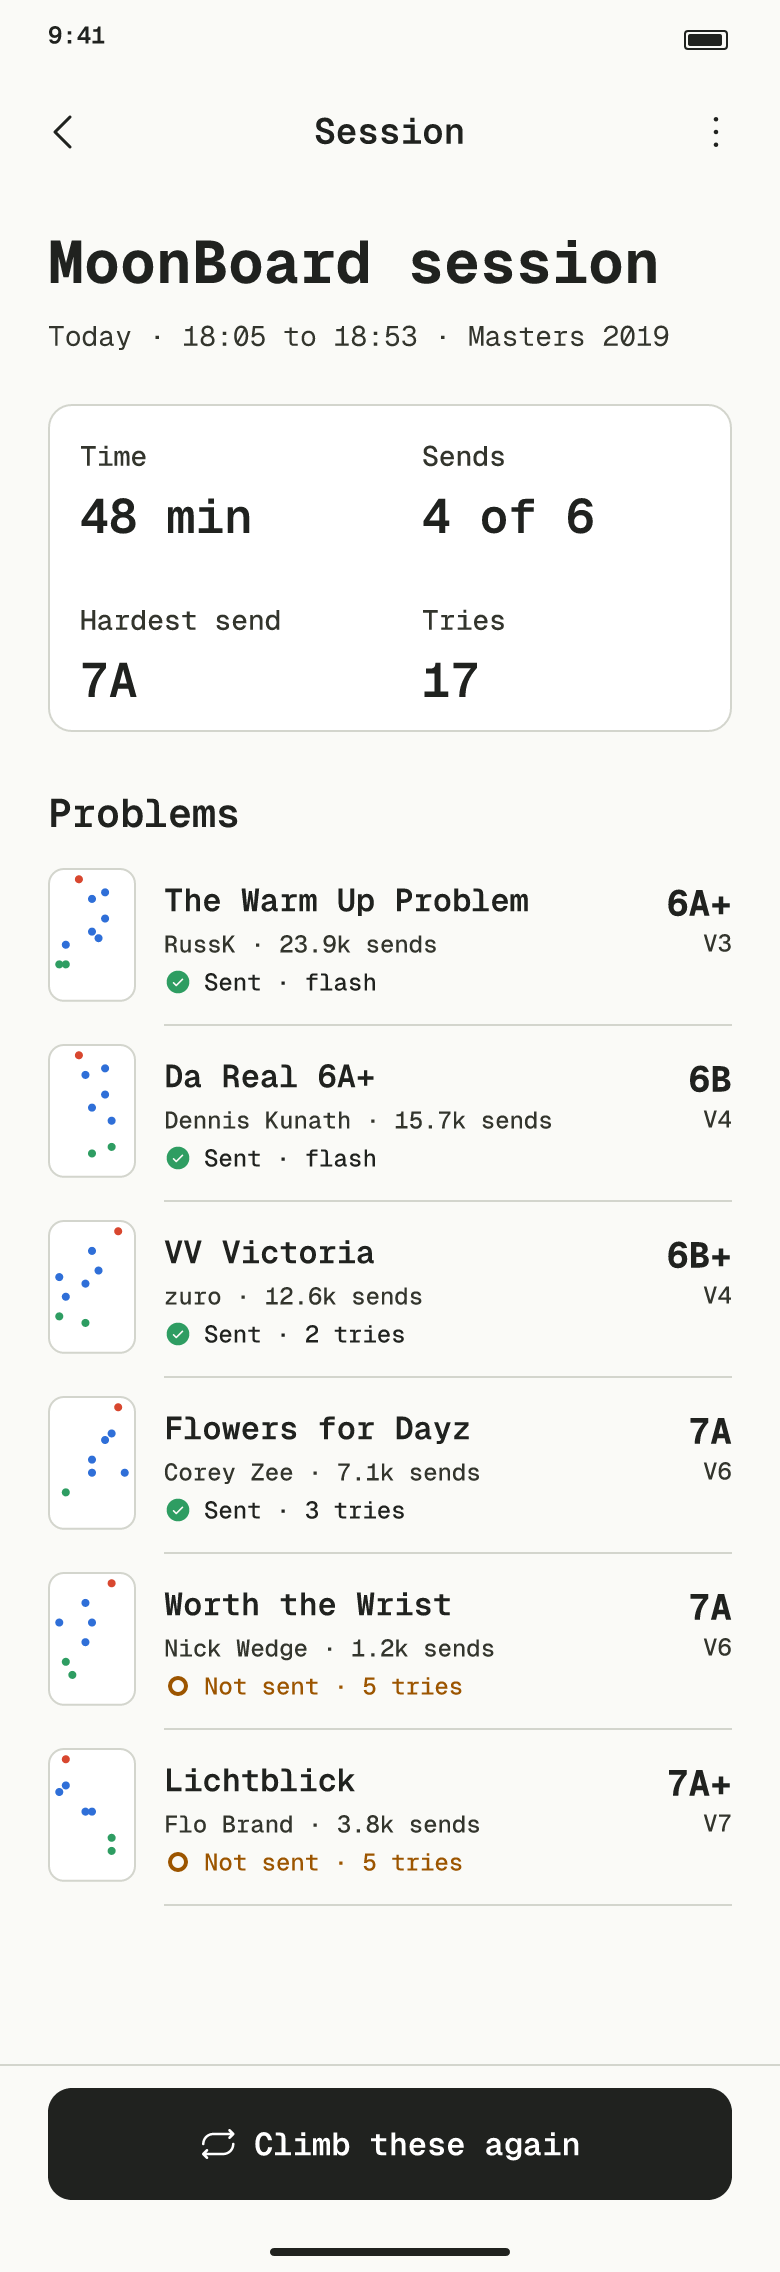 9:41
Session
MoonBoard session
Today · 18:05 to 18:53 · Masters 2019
Time
48 min
Sends
4 of 6
Hardest send
7A
Tries
17
Problems
The Warm Up Problem
6A+
RussK · 23.9k sends
V3
Sent · flash
Da Real 6A+
6B
Dennis Kunath · 15.7k sends
V4
Sent · flash
VV Victoria
6B+
zuro · 12.6k sends
V4
Sent · 2 tries
Flowers for Dayz
7A
Corey Zee · 7.1k sends
V6
Sent · 3 tries
Worth the Wrist
7A
Nick Wedge · 1.2k sends
V6
Not sent · 5 tries
Lichtblick
7A+
Flo Brand · 3.8k sends
V7
Not sent · 5 tries
Climb these again